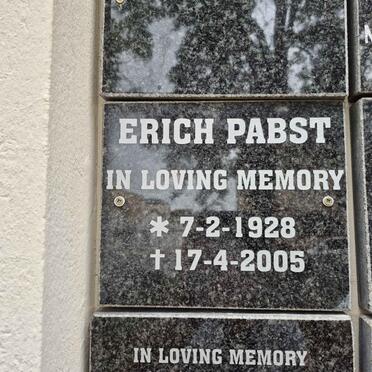 ERICH PABST
IN LOVING MEMORY
* 7-2-1928
† 17-4-2005
IN LOVING MEMORY